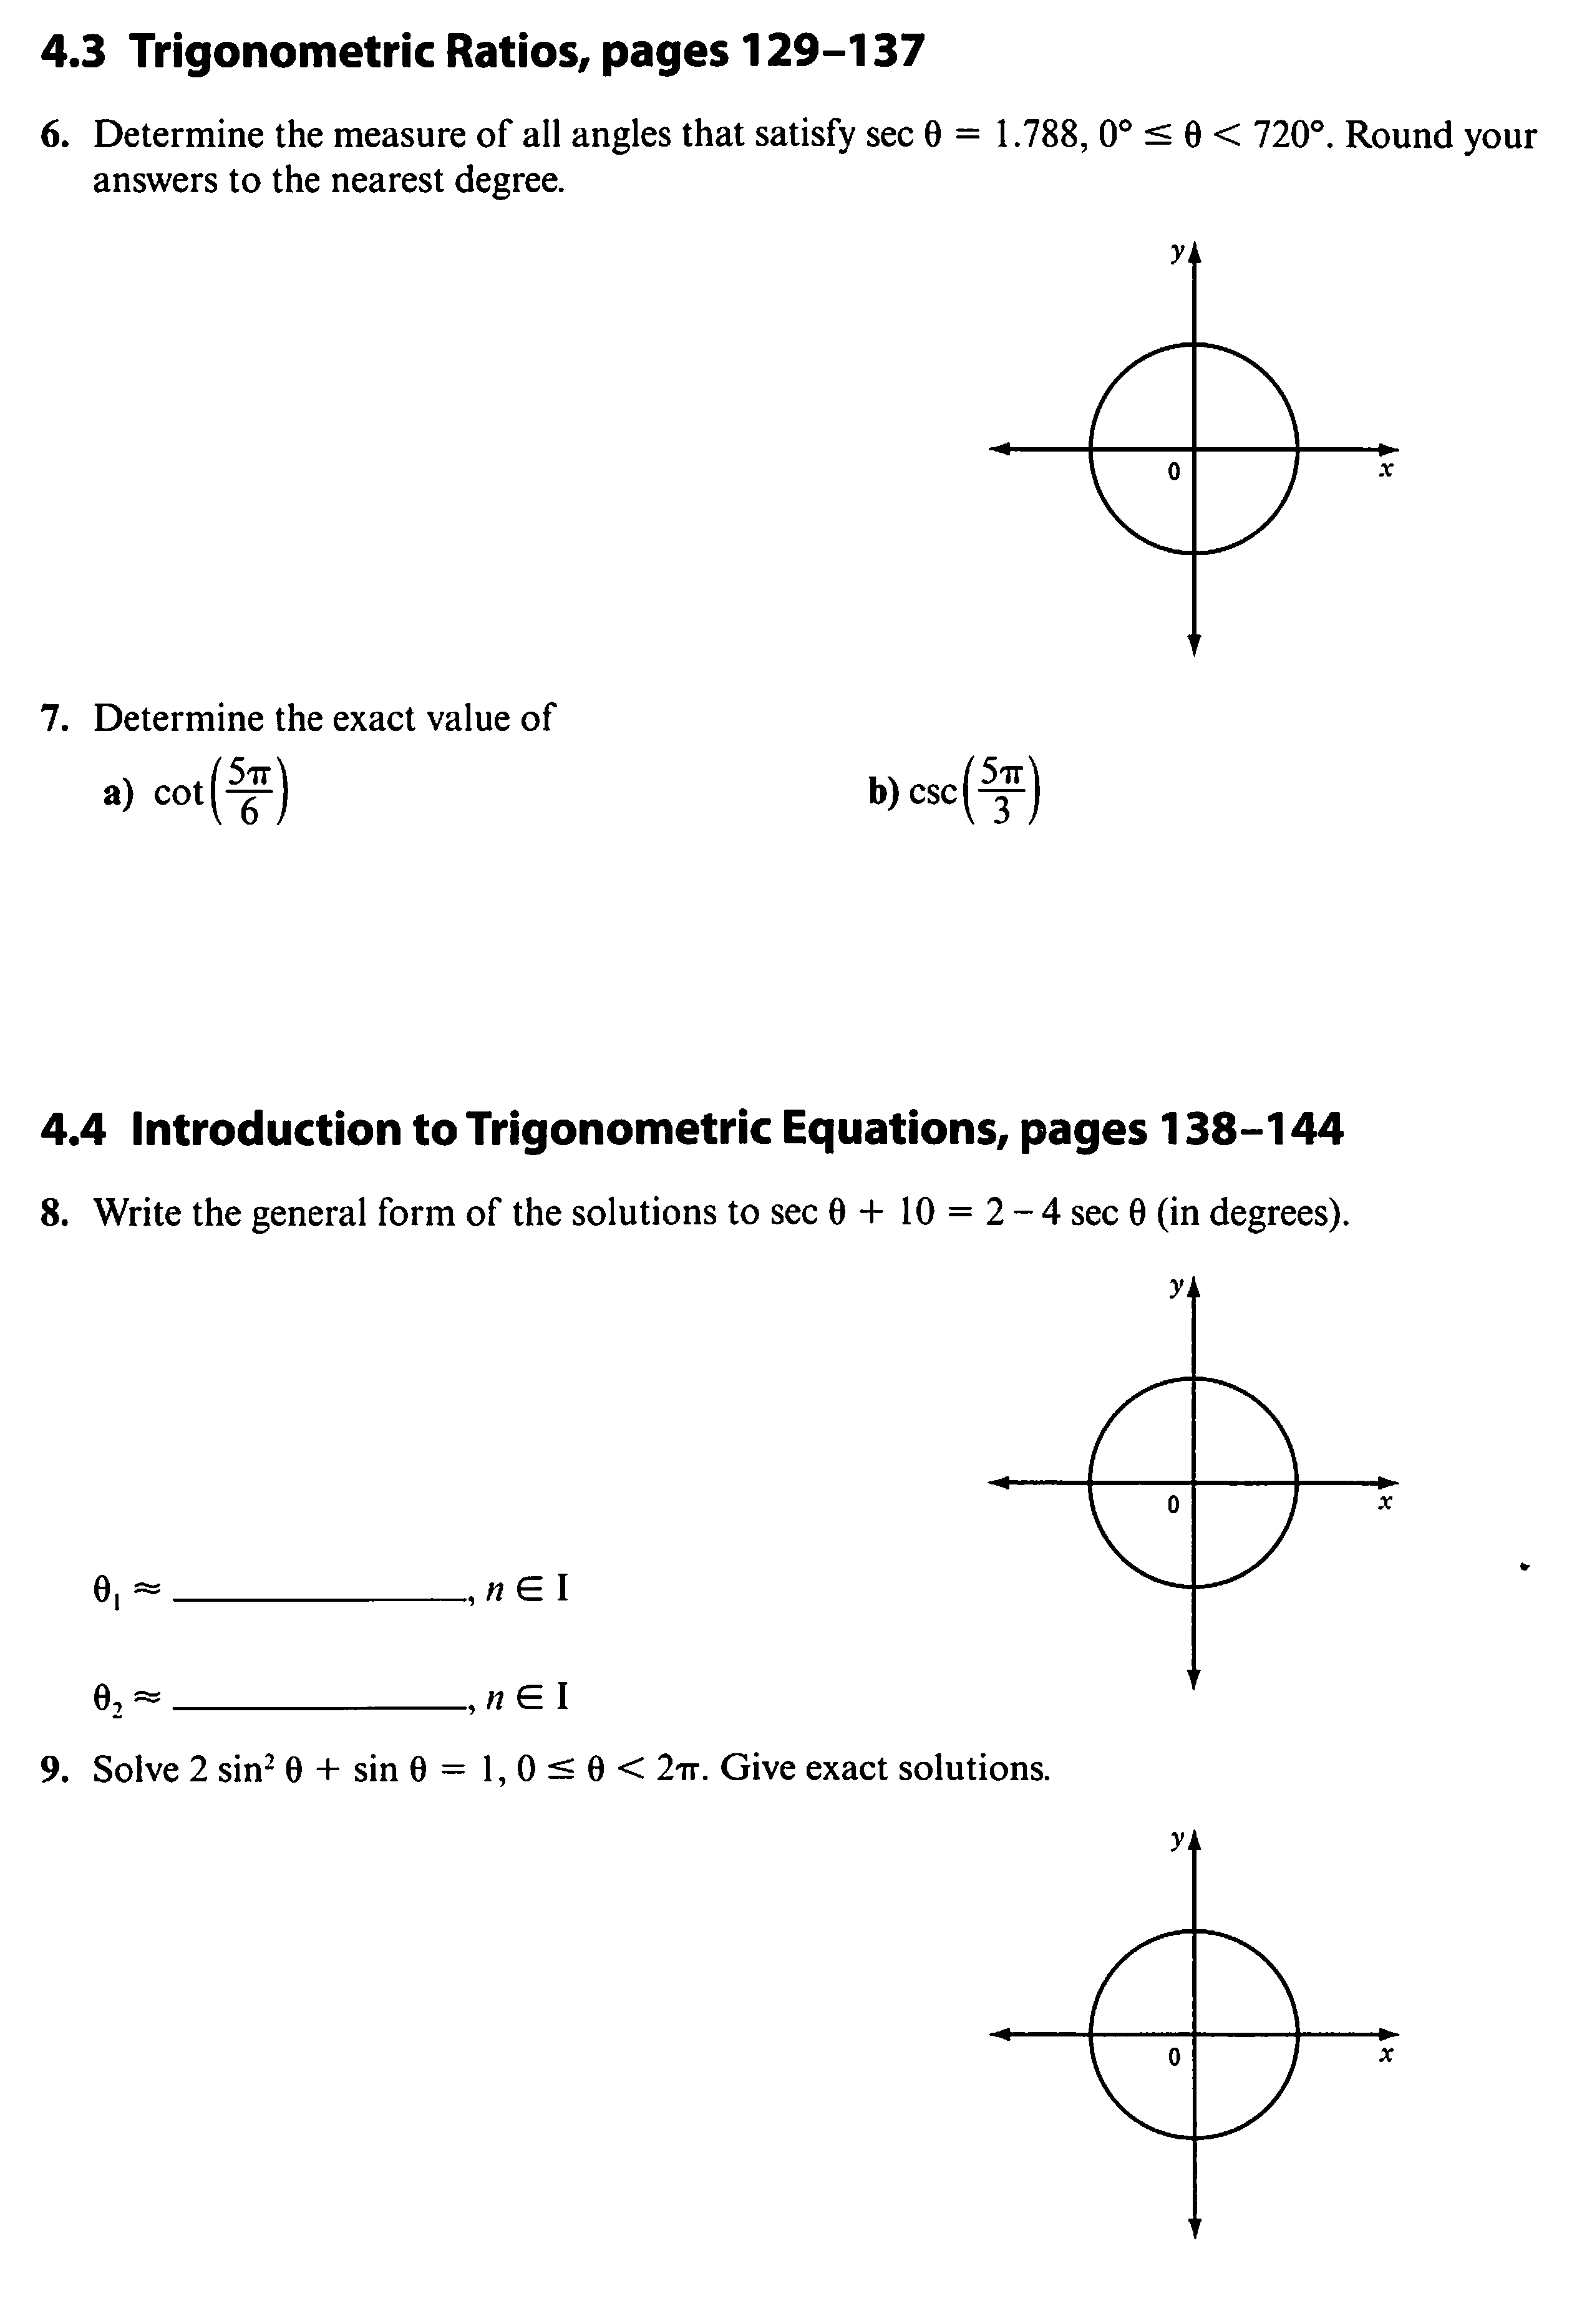 4.3 Trigonometric Ratios, pages 129–137
6. Determine the measure of all angles that satisfy sec θ = 1.788, 0° ≤ θ < 720°. Round your
answers to the nearest degree.
y
0
x
7. Determine the exact value of
a) cot(5π/6)
b) csc(5π/3)
4.4 Introduction to Trigonometric Equations, pages 138–144
8. Write the general form of the solutions to sec θ + 10 = 2 – 4 sec θ (in degrees).
y
0
x
θ₁ ≈ ________________, n ∈ I
θ₂ ≈ ________________, n ∈ I
9. Solve 2 sin² θ + sin θ = 1, 0 ≤ θ < 2π. Give exact solutions.
y
0
x